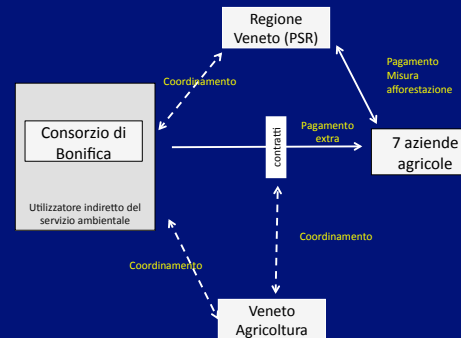 Regione
Veneto (PSR)
Pagamento
Misura
afforestazione
Coordinamento
Consorzio di
Bonifica
Utilizzatore indiretto del
servizio ambientale
contratti
Pagamento
extra
7 aziende
agricole
Coordinamento
Coordinamento
Veneto
Agricoltura